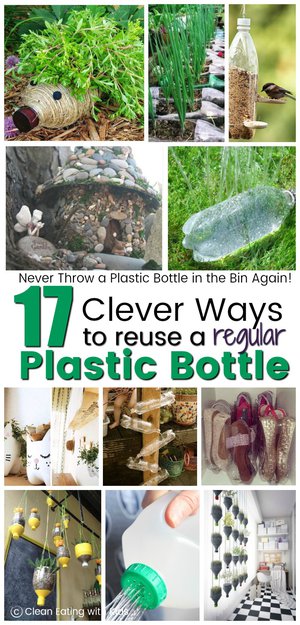 Never Throw a Plastic Bottle in the Bin Again!
17 Clever Ways
to reuse a regular
Plastic Bottle
© Clean Eating with